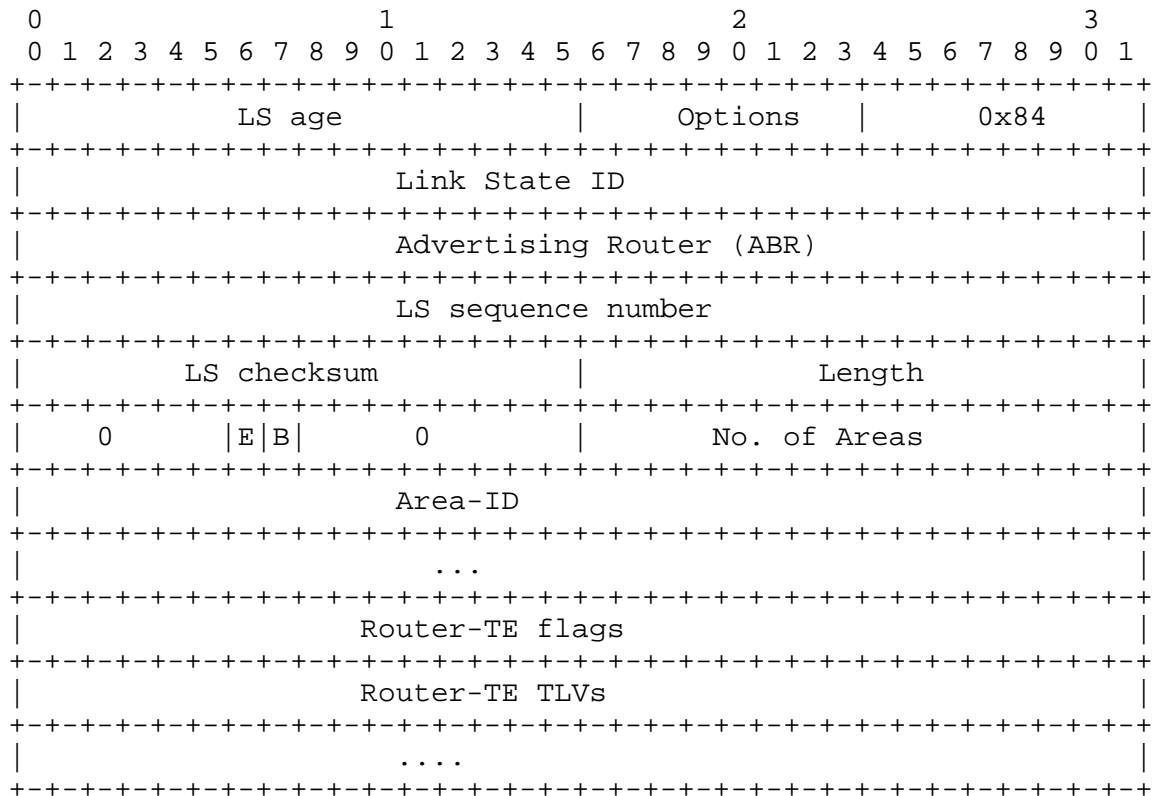 0                   1                   2                   3
 0 1 2 3 4 5 6 7 8 9 0 1 2 3 4 5 6 7 8 9 0 1 2 3 4 5 6 7 8 9 0 1
+-+-+-+-+-+-+-+-+-+-+-+-+-+-+-+-+-+-+-+-+-+-+-+-+-+-+-+-+-+-+-+-+
|            LS age             |     Options   |      0x84     |
+-+-+-+-+-+-+-+-+-+-+-+-+-+-+-+-+-+-+-+-+-+-+-+-+-+-+-+-+-+-+-+-+
|                     Link State ID                             |
+-+-+-+-+-+-+-+-+-+-+-+-+-+-+-+-+-+-+-+-+-+-+-+-+-+-+-+-+-+-+-+-+
|                     Advertising Router (ABR)                  |
+-+-+-+-+-+-+-+-+-+-+-+-+-+-+-+-+-+-+-+-+-+-+-+-+-+-+-+-+-+-+-+-+
|                     LS sequence number                        |
+-+-+-+-+-+-+-+-+-+-+-+-+-+-+-+-+-+-+-+-+-+-+-+-+-+-+-+-+-+-+-+-+
|         LS checksum           |             Length            |
+-+-+-+-+-+-+-+-+-+-+-+-+-+-+-+-+-+-+-+-+-+-+-+-+-+-+-+-+-+-+-+-+
|    0      |E|B|      0        |       No. of Areas            |
+-+-+-+-+-+-+-+-+-+-+-+-+-+-+-+-+-+-+-+-+-+-+-+-+-+-+-+-+-+-+-+-+
|                     Area-ID                                   |
+-+-+-+-+-+-+-+-+-+-+-+-+-+-+-+-+-+-+-+-+-+-+-+-+-+-+-+-+-+-+-+-+
|                       ...                                     |
+-+-+-+-+-+-+-+-+-+-+-+-+-+-+-+-+-+-+-+-+-+-+-+-+-+-+-+-+-+-+-+-+
|                   Router-TE flags                             |
+-+-+-+-+-+-+-+-+-+-+-+-+-+-+-+-+-+-+-+-+-+-+-+-+-+-+-+-+-+-+-+-+
|                   Router-TE TLVs                              |
+-+-+-+-+-+-+-+-+-+-+-+-+-+-+-+-+-+-+-+-+-+-+-+-+-+-+-+-+-+-+-+-+
|                     ....                                      |
+-+-+-+-+-+-+-+-+-+-+-+-+-+-+-+-+-+-+-+-+-+-+-+-+-+-+-+-+-+-+-+-+